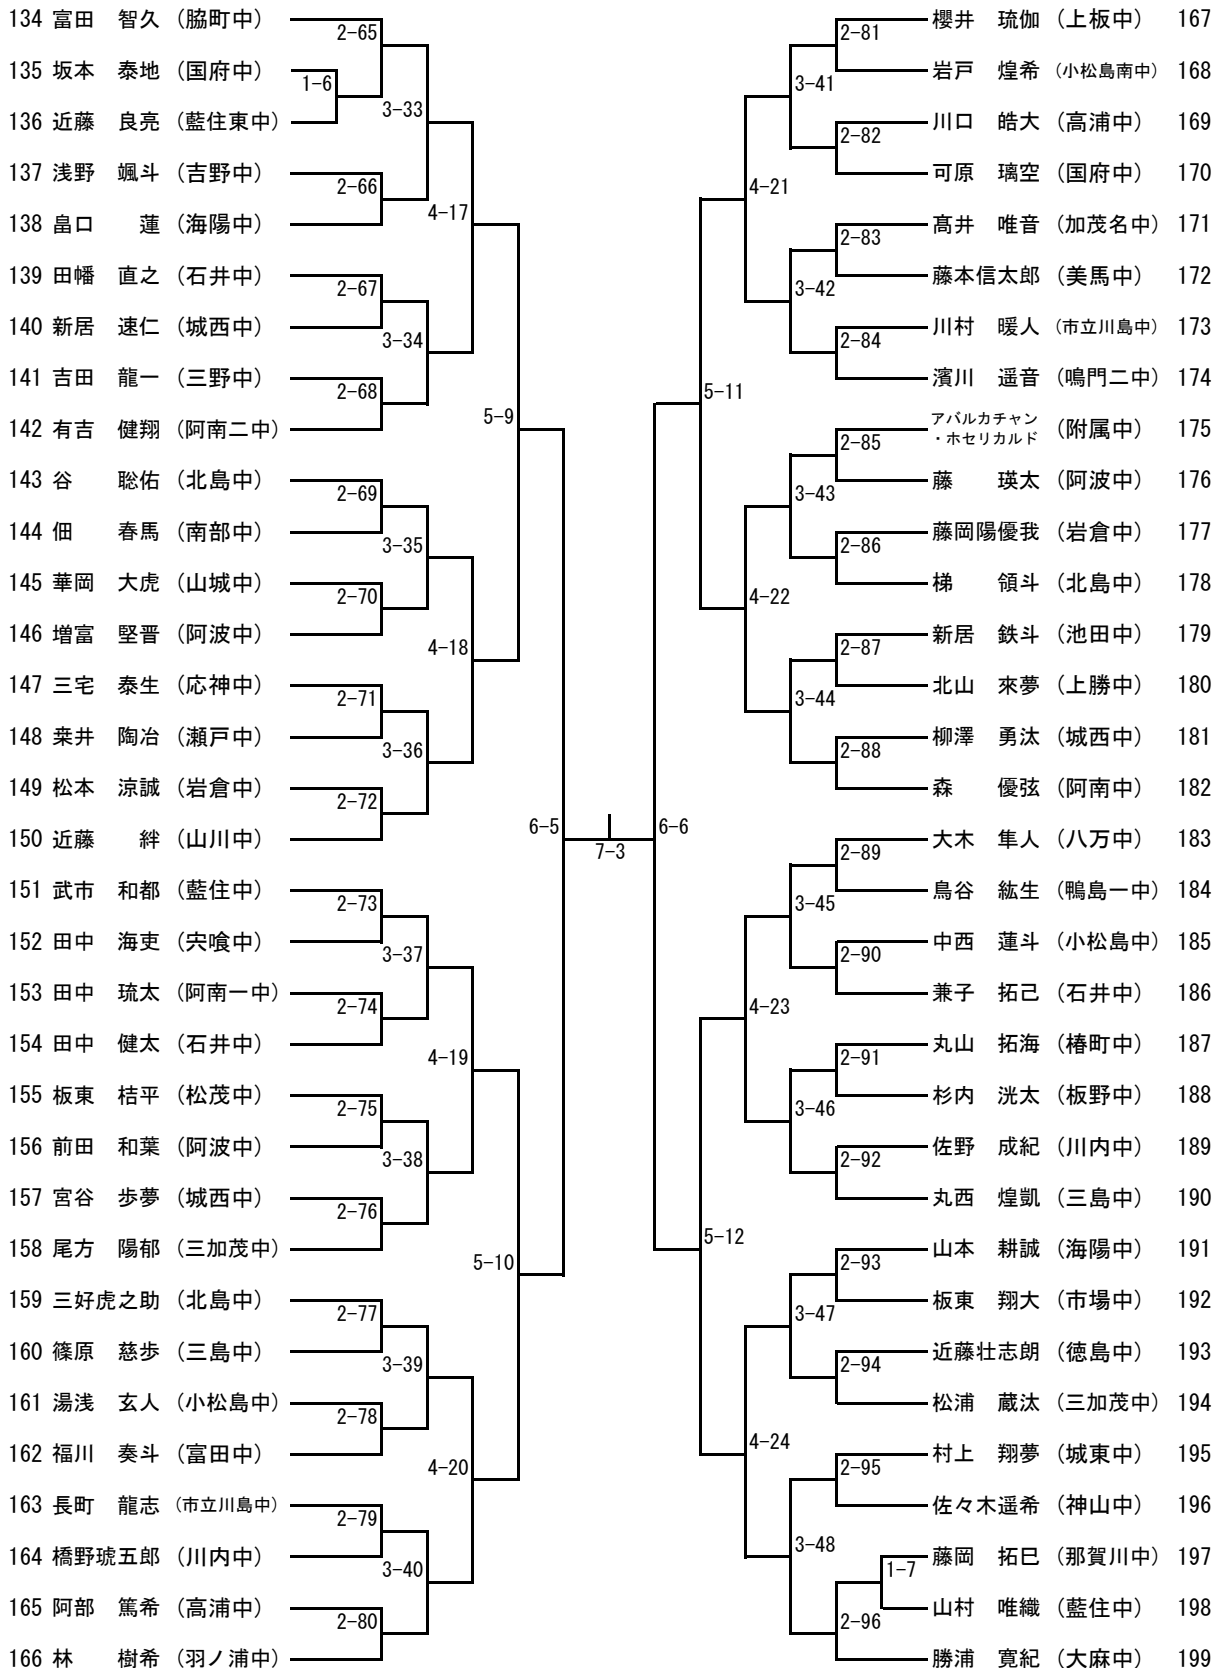 134 富田　智久 (脇町中)
135 坂本　泰地 (国府中)
136 近藤　良亮 (藍住東中)
137 浅野　颯斗 (吉野中)
138 畠口　　蓮 (海陽中)
139 田幡　直之 (石井中)
140 新居　速仁 (城西中)
141 吉田　龍一 (三野中)
142 有吉　健翔 (阿南二中)
143 谷　　聡佑 (北島中)
144 佃　　春馬 (南部中)
145 華岡　大虎 (山城中)
146 増富　堅晋 (阿波中)
147 三宅　泰生 (応神中)
148 桒井　陶冶 (瀬戸中)
149 松本　涼誠 (岩倉中)
150 近藤　　絆 (山川中)
151 武市　和都 (藍住中)
152 田中　海吏 (宍喰中)
153 田中　琉太 (阿南一中)
154 田中　健太 (石井中)
155 板東　桔平 (松茂中)
156 前田　和葉 (阿波中)
157 宮谷　歩夢 (城西中)
158 尾方　陽郁 (三加茂中)
159 三好虎之助 (北島中)
160 篠原　慈歩 (三島中)
161 湯浅　玄人 (小松島中)
162 福川　奏斗 (富田中)
163 長町　龍志 (市立川島中)
164 橋野琥五郎 (川内中)
165 阿部　篤希 (高浦中)
166 林　　樹希 (羽ノ浦中)
1-6
2-65
2-66
2-67
2-68
2-69
2-70
2-71
2-72
2-73
2-74
2-75
2-76
2-77
2-78
2-79
2-80
3-33
3-34
3-35
3-36
3-37
3-38
3-39
3-40
4-17
4-18
4-19
4-20
5-9
5-10
6-5
7-3
6-6
5-11
5-12
4-21
4-22
4-23
4-24
3-41
3-42
3-43
3-44
3-45
3-46
3-47
3-48
2-81
2-82
2-83
2-84
2-85
2-86
2-87
2-88
2-89
2-90
2-91
2-92
2-93
2-94
2-95
2-96
1-7
櫻井　琉伽 (上板中) 167
岩戸　煌希 (小松島南中) 168
川口　皓大 (高浦中) 169
可原　璃空 (国府中) 170
髙井　唯音 (加茂名中) 171
藤本信太郎 (美馬中) 172
川村　暖人 (市立川島中) 173
濱川　遥音 (鳴門二中) 174
アバルカチャン
・ホセリカルド (附属中) 175
藤　　瑛太 (阿波中) 176
藤岡陽優我 (岩倉中) 177
梯　　領斗 (北島中) 178
新居　鉄斗 (池田中) 179
北山　來夢 (上勝中) 180
柳澤　勇汰 (城西中) 181
森　　優弦 (阿南中) 182
大木　隼人 (八万中) 183
鳥谷　紘生 (鴨島一中) 184
中西　蓮斗 (小松島中) 185
兼子　拓己 (石井中) 186
丸山　拓海 (椿町中) 187
杉内　洸太 (板野中) 188
佐野　成紀 (川内中) 189
丸西　煌凱 (三島中) 190
山本　耕誠 (海陽中) 191
板東　翔大 (市場中) 192
近藤壮志朗 (徳島中) 193
松浦　蔵汰 (三加茂中) 194
村上　翔夢 (城東中) 195
佐々木遥希 (神山中) 196
藤岡　拓巳 (那賀川中) 197
山村　唯織 (藍住中) 198
勝浦　寛紀 (大麻中) 199